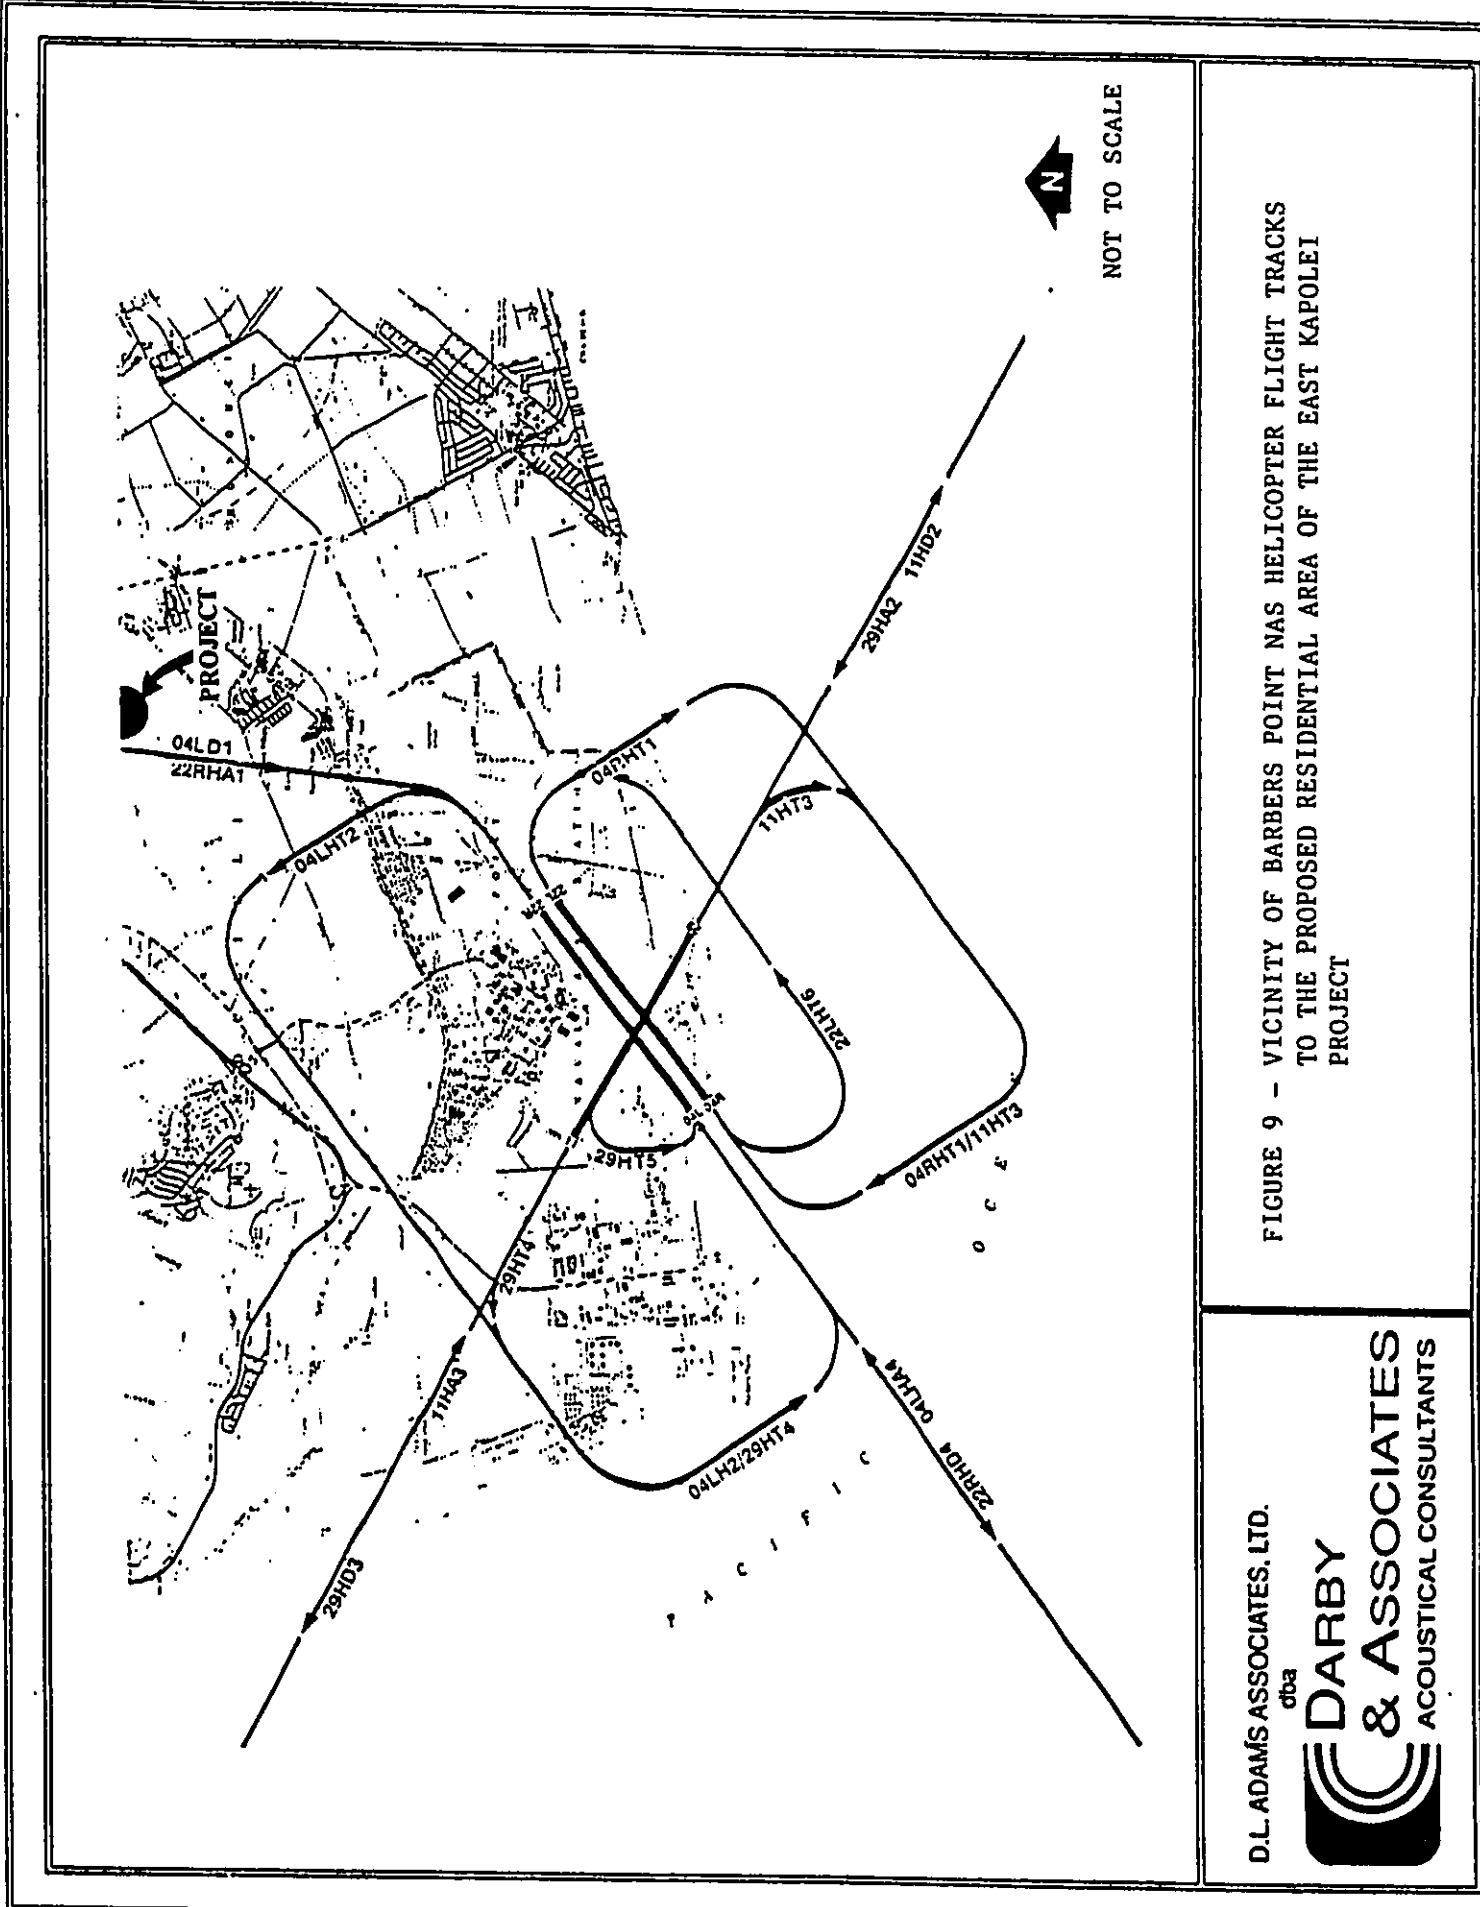 NOT TO SCALE
N
PROJECT
04LD1
22RHA1
04LHT2
04RHT1
11HT3
29HA2 11HD2
22LHT6
29HT5
29HT4
11HA3
29HD3
04LH2/29HT4
04RHT1/11HT3
04LHA4
22RHD4
P A C I F I C
O C E
FIGURE 9 - VICINITY OF BARBERS POINT NAS HELICOPTER FLIGHT TRACKS
TO THE PROPOSED RESIDENTIAL AREA OF THE EAST KAPOLEI
PROJECT
D.L. ADAMS ASSOCIATES, LTD.
dba
DARBY
& ASSOCIATES
ACOUSTICAL CONSULTANTS